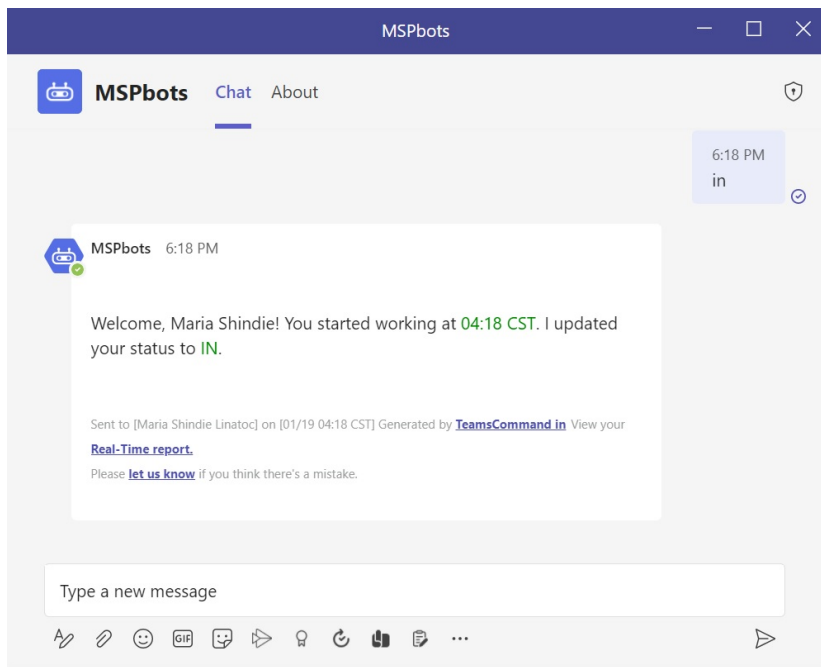 MSPbots
MSPbots Chat About
6:18 PM
in
MSPbots 6:18 PM
Welcome, Maria Shindie! You started working at 04:18 CST. I updated
your status to IN.
Sent to [Maria Shindie Linatoc] on [01/19 04:18 CST] Generated by TeamsCommand in View your
Real-Time report.
Please let us know if you think there's a mistake.
Type a new message
GIF